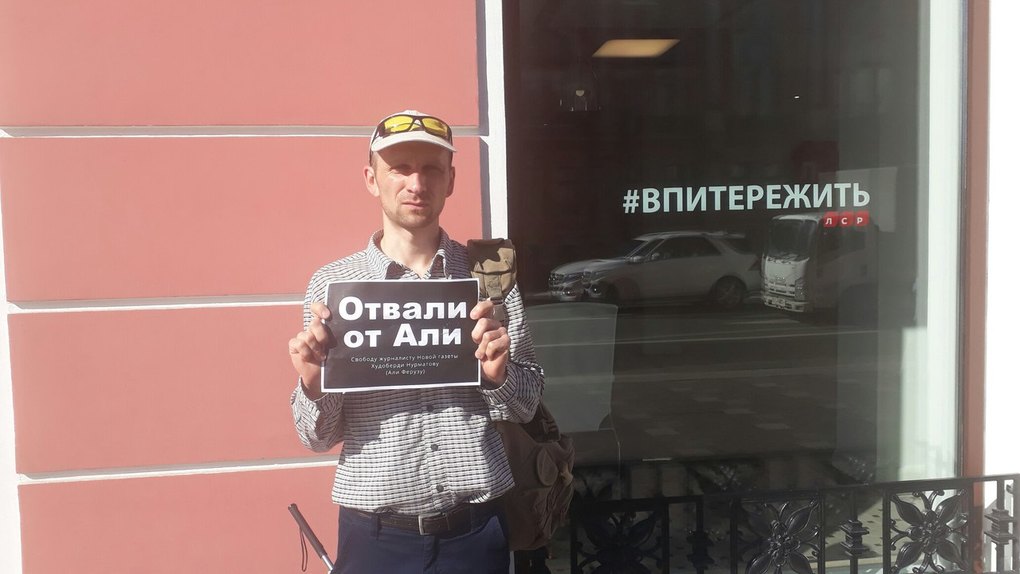 #ВПИТЕРЕЖИТЬ
ЛСР
Отвали
от Али
Свободу журналисту Новой газеты
Худоберди Нурматову
(Али Ферузу)